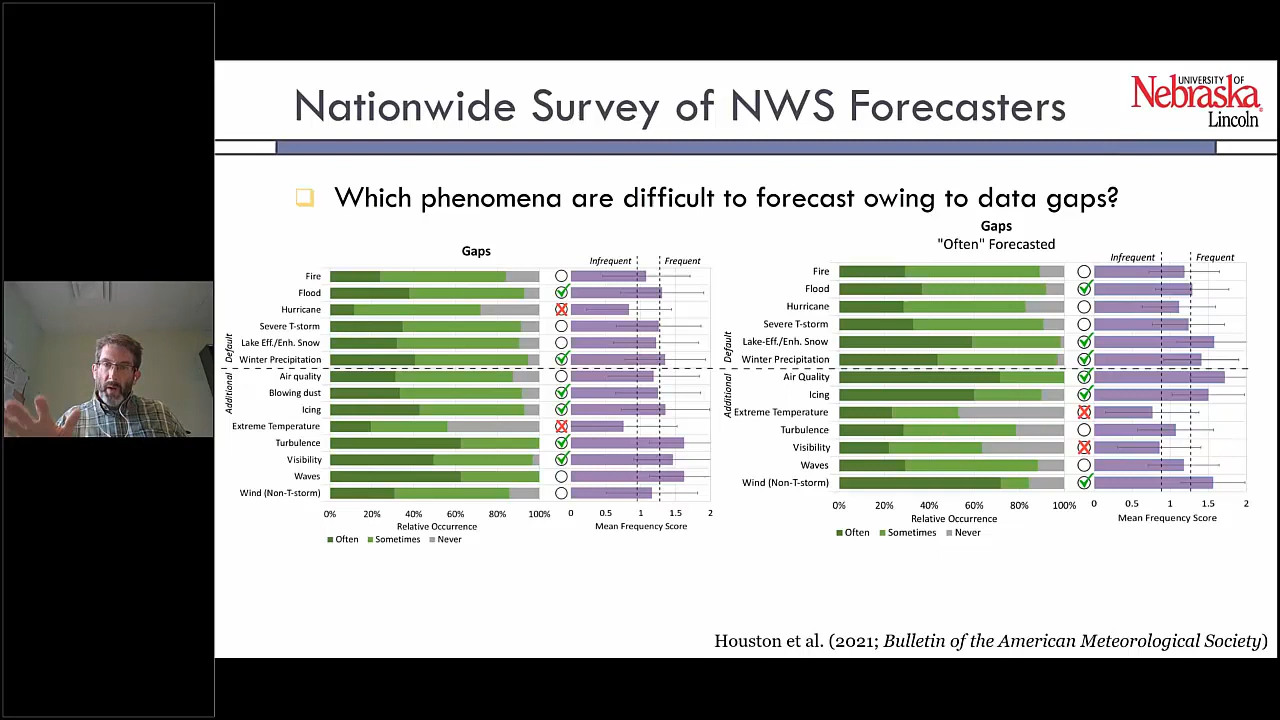 Nationwide Survey of NWS Forecasters
UNIVERSITY OF
Nebraska
Lincoln
Which phenomena are difficult to forecast owing to data gaps?
Gaps
Infrequent Frequent
Fire
Flood
Hurricane
Severe T-storm
Lake Eff./Enh. Snow
Winter Precipitation
Default
Air quality
Blowing dust
Icing
Extreme Temperature
Turbulence
Visibility
Waves
Wind (Non-T-storm)
Additional
0% 20% 40% 60% 80% 100% 0 0.5 1 1.5 2
Relative Occurrence Mean Frequency Score
Often Sometimes Never
Gaps
"Often" Forecasted
Infrequent Frequent
Fire
Flood
Hurricane
Severe T-storm
Lake-Eff./Enh. Snow
Winter Precipitation
Default
Air Quality
Icing
Extreme Temperature
Turbulence
Visibility
Waves
Wind (Non-T-storm)
Additional
0% 20% 40% 60% 80% 100% 0 0.5 1 1.5 2
Relative Occurrence Mean Frequency Score
Often Sometimes Never
Houston et al. (2021; Bulletin of the American Meteorological Society)